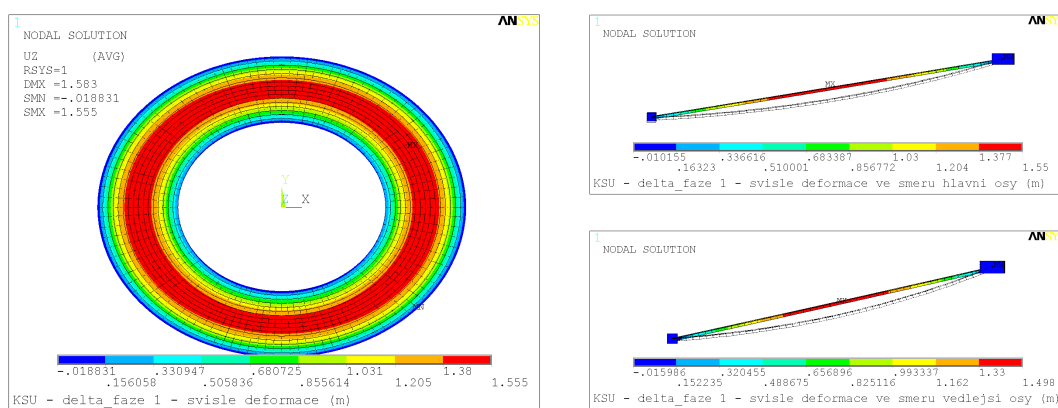 1
ANSYS
NODAL SOLUTION
UZ (AVG)
RSYS=1
DMX =1.583
SMN =-.018831
SMX =1.555
MX
Y
Z X
MN
-.018831 .330947 .680725 1.031 1.38
.156058 .505836 .855614 1.205 1.555
KSU - delta_faze 1 - svisle deformace (m)
1
ANSY
NODAL SOLUTION
MX
-.010155 .336616 .683387 1.03 1.377
.16323 .510001 .856772 1.204 1.55
KSU - delta_faze 1 - svisle deformace ve smeru hlavni osy (m)
1
ANSY
NODAL SOLUTION
MX
-.015986 .320455 .656896 .993337 1.33
.152235 .488675 .825116 1.162 1.498
KSU - delta_faze 1 - svisle deformace ve smeru vedlejsi osy (m)